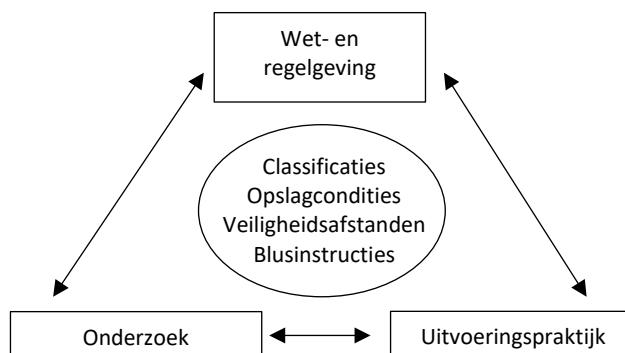 Wet- en
regelgeving
Classificaties
Opslagcondities
Veiligheidsafstanden
Blusinstructies
Onderzoek
Uitvoeringspraktijk